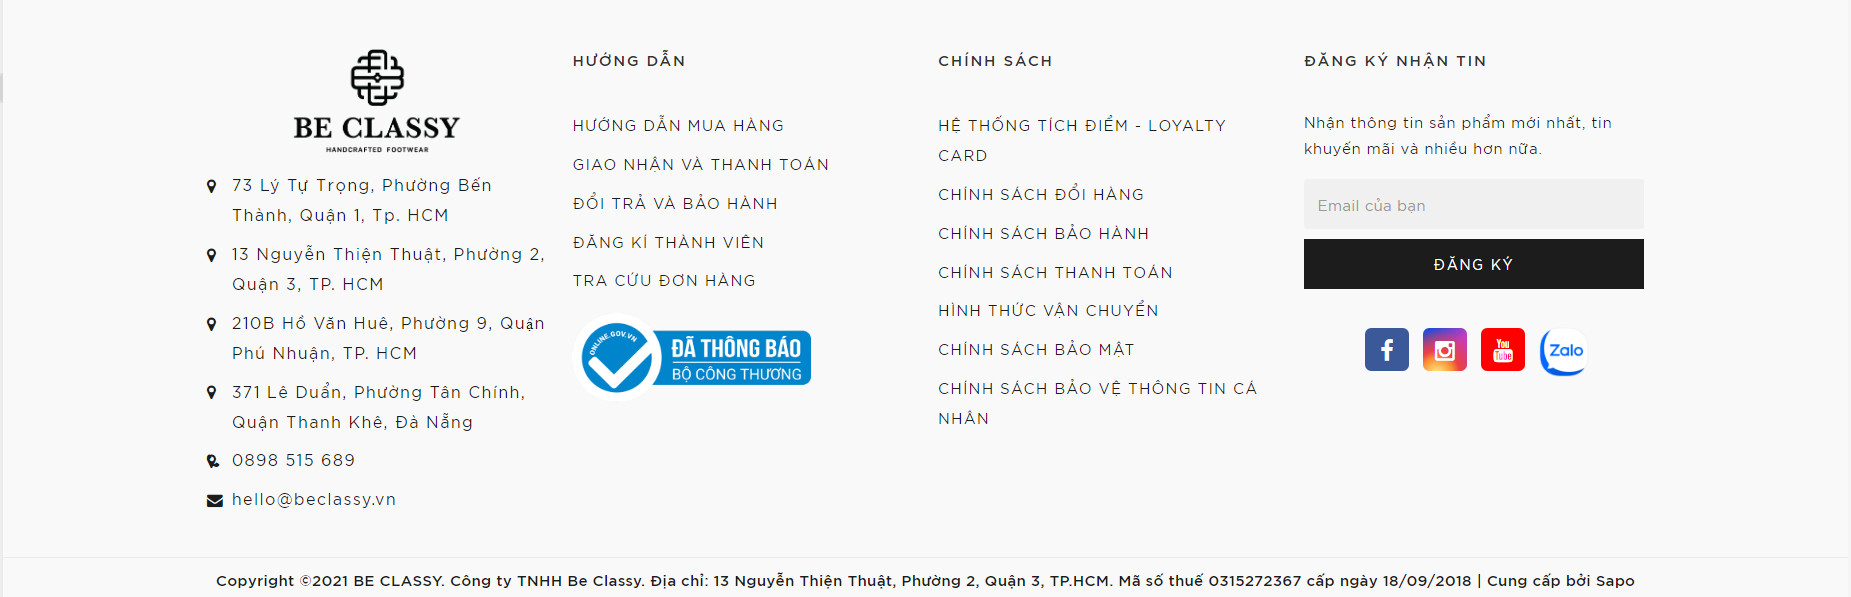 BE CLASSY
HANDCRAFTED FOOTWEAR
73 Lý Tự Trọng, Phường Bến
Thành, Quận 1, Tp. HCM
13 Nguyễn Thiện Thuật, Phường 2,
Quận 3, TP. HCM
210B Hồ Văn Huê, Phường 9, Quận
Phú Nhuận, TP. HCM
371 Lê Duẩn, Phường Tân Chính,
Quận Thanh Khê, Đà Nẵng
0898 515 689
hello@beclassy.vn
HƯỚNG DẪN
HƯỚNG DẪN MUA HÀNG
GIAO NHẬN VÀ THANH TOÁN
ĐỔI TRẢ VÀ BẢO HÀNH
ĐĂNG KÍ THÀNH VIÊN
TRA CỨU ĐƠN HÀNG
ONLINE.GOV.VN
ĐÃ THÔNG BÁO
BỘ CÔNG THƯƠNG
CHÍNH SÁCH
HỆ THỐNG TÍCH ĐIỂM - LOYALTY
CARD
CHÍNH SÁCH ĐỔI HÀNG
CHÍNH SÁCH BẢO HÀNH
CHÍNH SÁCH THANH TOÁN
HÌNH THỨC VẬN CHUYỂN
CHÍNH SÁCH BẢO MẬT
CHÍNH SÁCH BẢO VỆ THÔNG TIN CÁ
NHÂN
ĐĂNG KÝ NHẬN TIN
Nhận thông tin sản phẩm mới nhất, tin
khuyến mãi và nhiều hơn nữa.
Email của bạn
ĐĂNG KÝ
f
You
Tube
Zalo
Copyright ©2021 BE CLASSY. Công ty TNHH Be Classy. Địa chỉ: 13 Nguyễn Thiện Thuật, Phường 2, Quận 3, TP.HCM. Mã số thuế 0315272367 cấp ngày 18/09/2018 | Cung cấp bởi Sapo